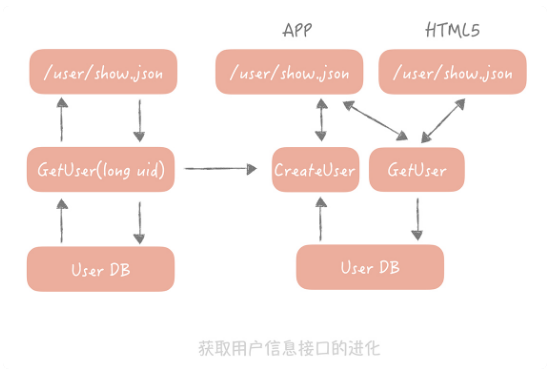 APP HTML5
/user/show.json /user/show.json /user/show.json
GetUser(long uid) CreateUser GetUser
User DB User DB
获取用户信息接口的进化